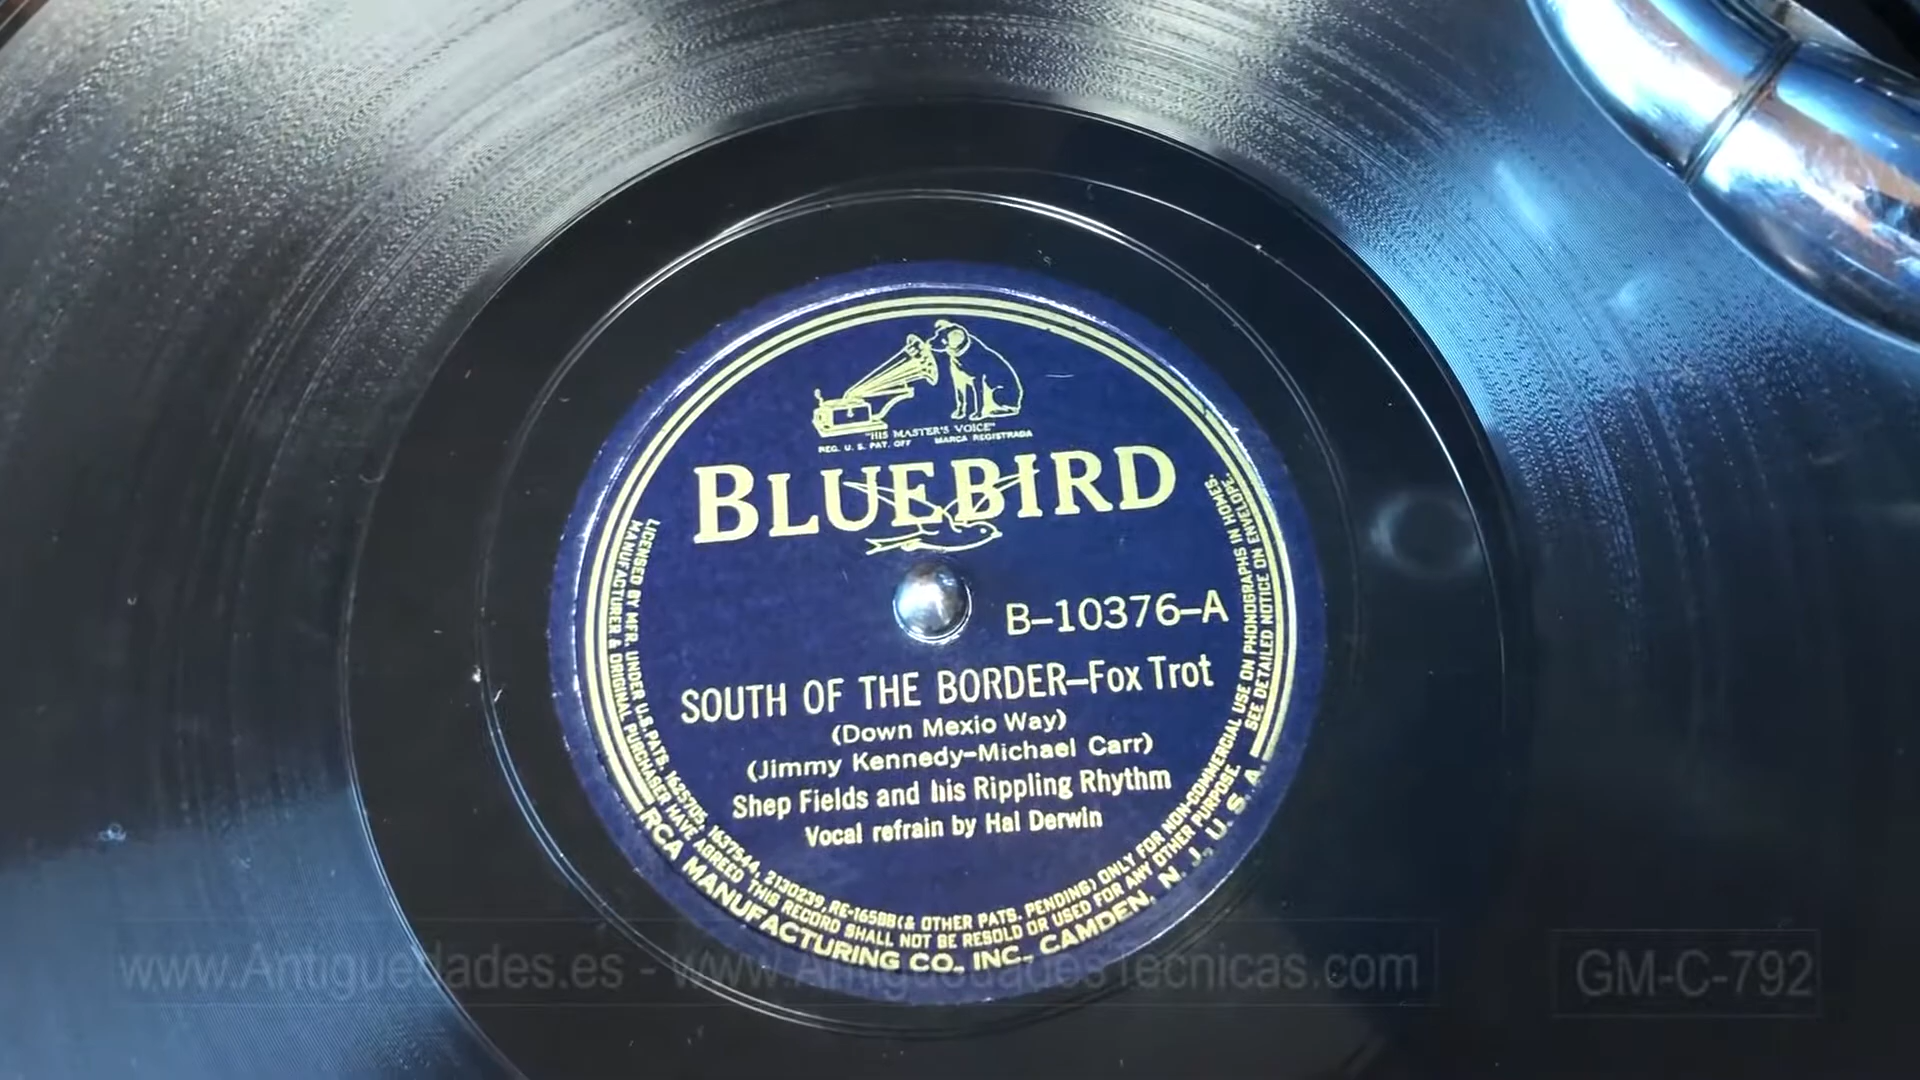 "HIS MASTER'S VOICE"
REG. U. S. PAT. OFF MARCA REGISTRADA
BLUEBIRD
B–10376–A
SOUTH OF THE BORDER–Fox Trot
(Down Mexio Way)
(Jimmy Kennedy–Michael Carr)
Shep Fields and his Rippling Rhythm
Vocal refrain by Hal Derwin
LICENSED BY MFR. UNDER U.S. PATS. 1625705, 1637544, 2130239, RE-16588 (& OTHER PATS. PENDING) ONLY FOR NON-COMMERCIAL USE ON PHONOGRAPHS IN HOMES.
MANUFACTURER & ORIGINAL PURCHASER HAVE AGREED THIS RECORD SHALL NOT BE RESOLD OR USED FOR ANY OTHER PURPOSE. SEE DETAILED NOTICE ON ENVELOPE.
RCA MANUFACTURING CO., INC., CAMDEN, N. J., U. S. A.
www.Antiguedades.es - www.AntiguedadesTecnicas.com
GM-C-792